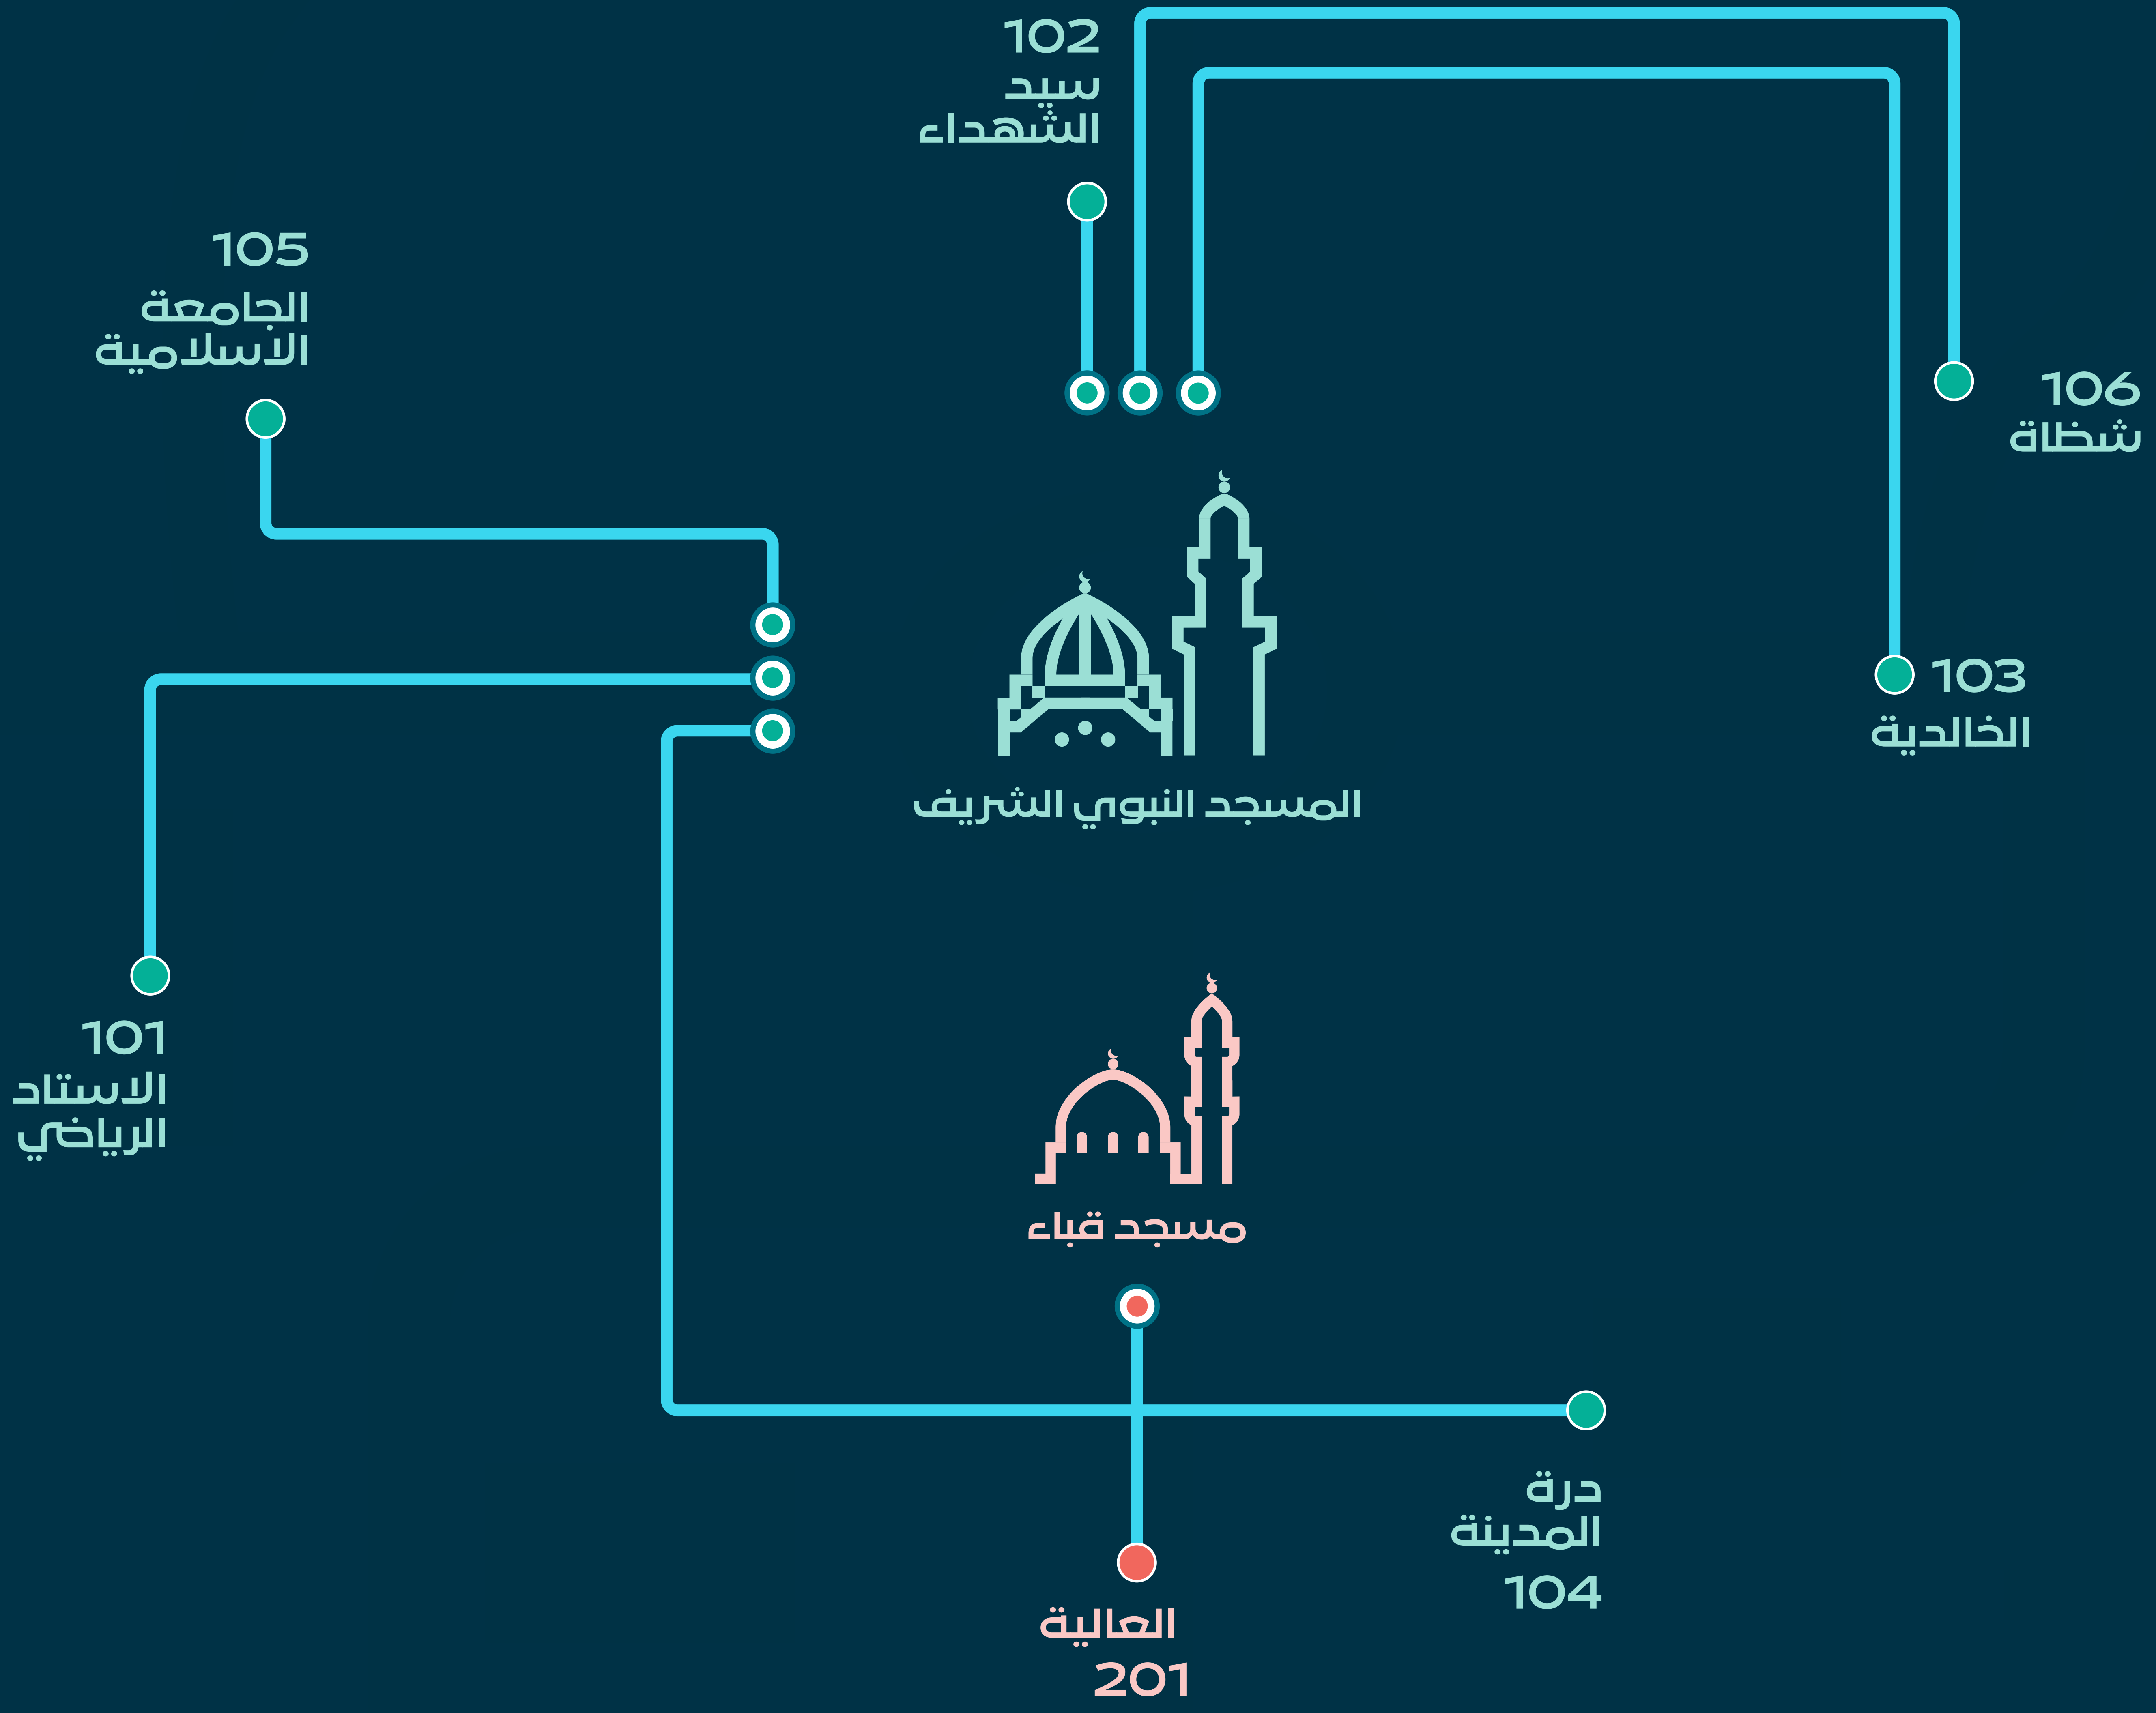 102
سيد
الشهداء
105
الجامعة
الاسلامية
106
شظاة
103
الخالدية
المسجد النبوي الشريف
101
الاستاد
الرياضي
مسجد قباء
درة
المدينة
104
العالية
201